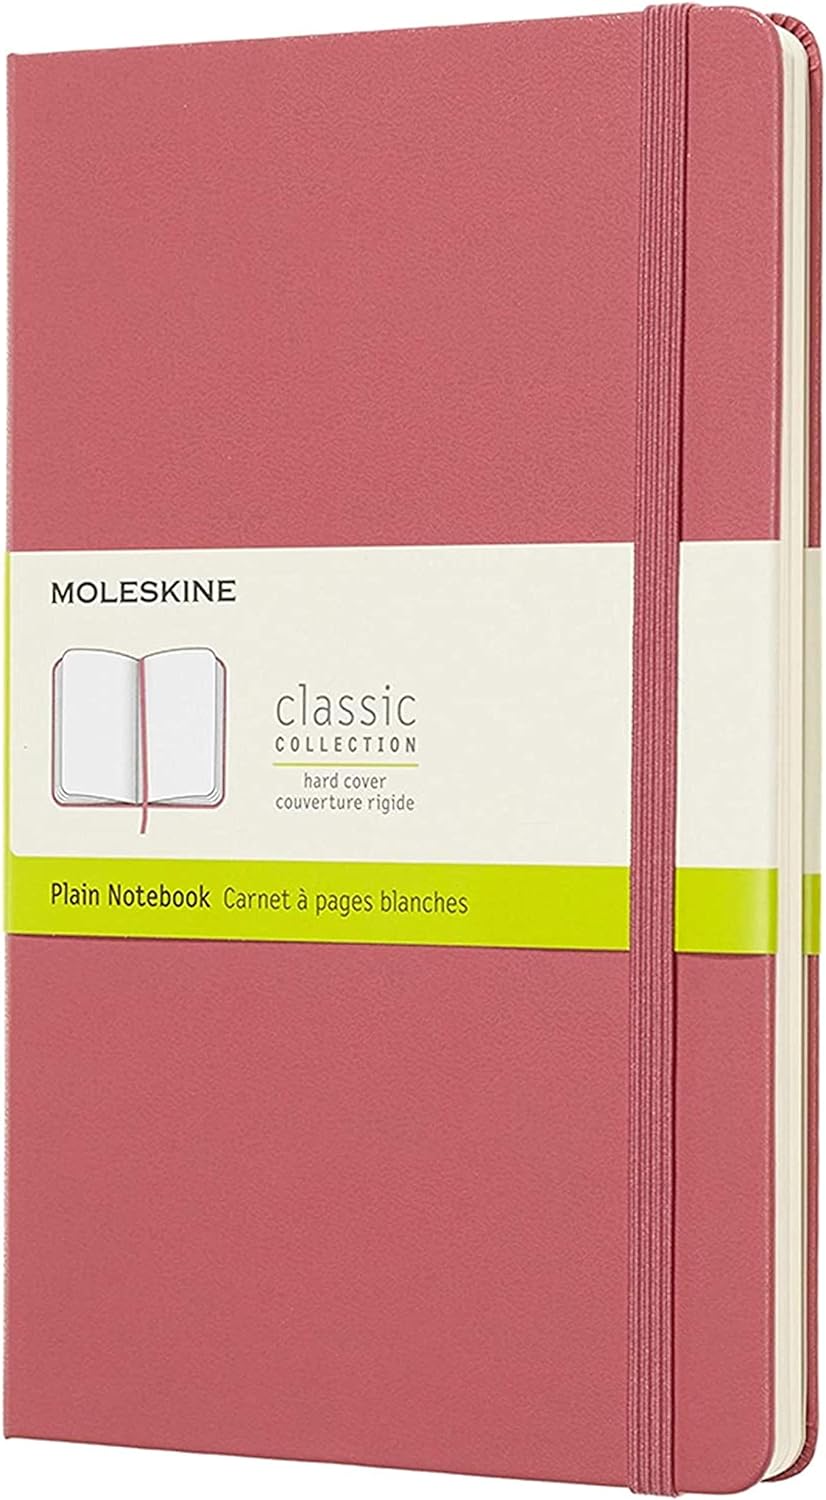 MOLESKINE
classic
COLLECTION
hard cover
couverture rigide
Plain Notebook Carnet à pages blanches